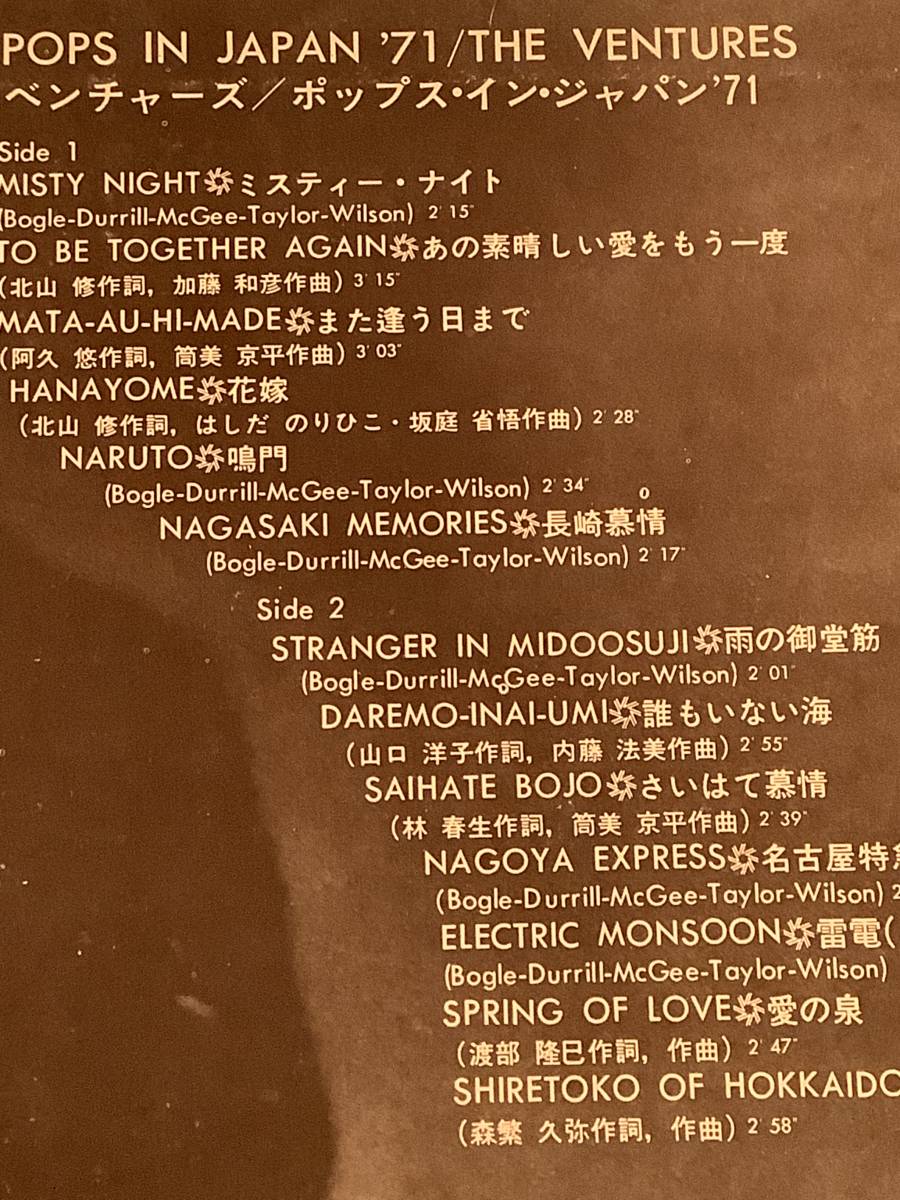 POPS IN JAPAN '71/THE VENTURES
ベンチャーズ/ポップス・イン・ジャパン'71
Side 1
MISTY NIGHT※ミスティー・ナイト
(Bogle-Durrill-McGee-Taylor-Wilson) 2'15"
TO BE TOGETHER AGAIN※あの素晴しい愛をもう一度
(北山 修作詞, 加藤 和彦作曲) 3'15"
MATA-AU-HI-MADE※また逢う日まで
(阿久 悠作詞, 筒美 京平作曲) 3'03"
HANAYOME※花嫁
(北山 修作詞, はしだ のりひこ・坂庭 省悟作曲) 2'28"
NARUTO※鳴門
(Bogle-Durrill-McGee-Taylor-Wilson) 2'34"
NAGASAKI MEMORIES※長崎慕情
(Bogle-Durrill-McGee-Taylor-Wilson) 2'17"
Side 2
STRANGER IN MIDOOSUJI※雨の御堂筋
(Bogle-Durrill-McGee-Taylor-Wilson) 2'01"
DAREMO-INAI-UMI※誰もいない海
(山口 洋子作詞, 内藤 法美作曲) 2'55"
SAIHATE BOJO※さいはて慕情
(林 春生作詞, 筒美 京平作曲) 2'39"
NAGOYA EXPRESS※名古屋特急
(Bogle-Durrill-McGee-Taylor-Wilson) 2
ELECTRIC MONSOON※雷電(
(Bogle-Durrill-McGee-Taylor-Wilson)
SPRING OF LOVE※愛の泉
(渡部 隆巳作詞, 作曲) 2'47"
SHIRETOKO OF HOKKAIDO
(森繁 久弥作詞, 作曲) 2'58"